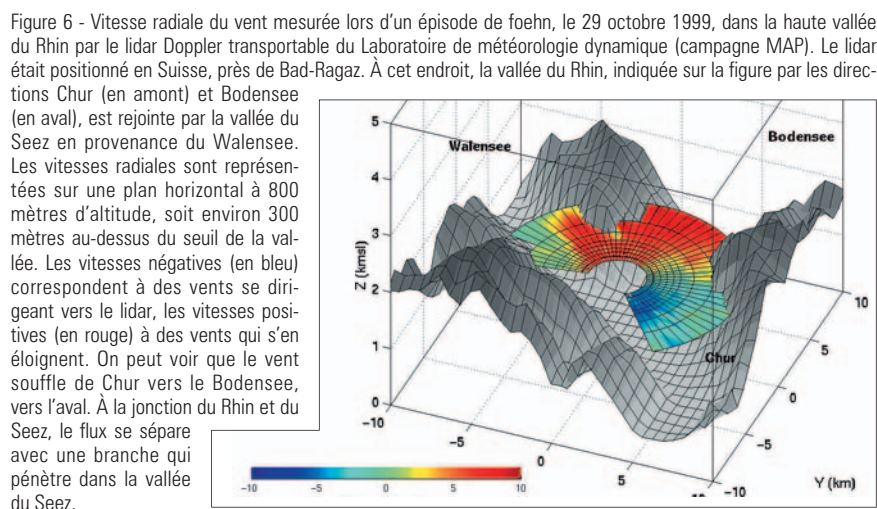 Figure 6 - Vitesse radiale du vent mesurée lors d'un épisode de foehn, le 29 octobre 1999, dans la haute vallée
du Rhin par le lidar Doppler transportable du Laboratoire de météorologie dynamique (campagne MAP). Le lidar
était positionné en Suisse, près de Bad-Ragaz. À cet endroit, la vallée du Rhin, indiquée sur la figure par les direc-
tions Chur (en amont) et Bodensee
(en aval), est rejointe par la vallée du
Seez en provenance du Walensee.
Les vitesses radiales sont représen-
tées sur une plan horizontal à 800
mètres d'altitude, soit environ 300
mètres au-dessus du seuil de la val-
lée. Les vitesses négatives (en bleu)
correspondent à des vents se diri-
geant vers le lidar, les vitesses posi-
tives (en rouge) à des vents qui s'en
éloignent. On peut voir que le vent
souffle de Chur vers le Bodensee,
vers l'aval. À la jonction du Rhin et du
Seez, le flux se sépare
avec une branche qui
pénètre dans la vallée
du Seez.
Walensee
Bodensee
Chur
Z (kmsl)
5
4
3
2
1
0
-10
-5
0
5
10
-10
-5
0
5
10
Y (km)
-10
-5
0
5
10